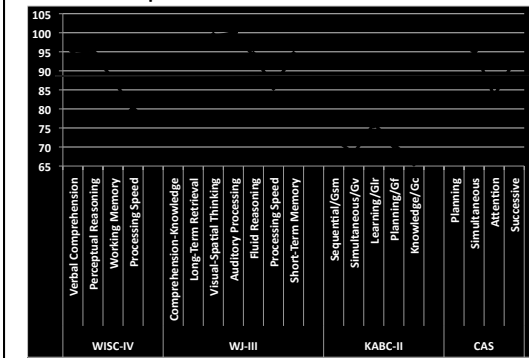 105
100
95
90
85
80
75
70
65
Verbal Comprehension
Perceptual Reasoning
Working Memory
Processing Speed
Comprehension-Knowledge
Long-Term Retrieval
Visual-Spatial Thinking
Auditory Processing
Fluid Reasoning
Processing Speed
Short-Term Memory
Sequential/Gsm
Simultaneous/Gv
Learning/Glr
Planning/Gf
Knowledge/Gc
Planning
Simultaneous
Attention
Successive
WISC-IV
WJ-III
KABC-II
CAS